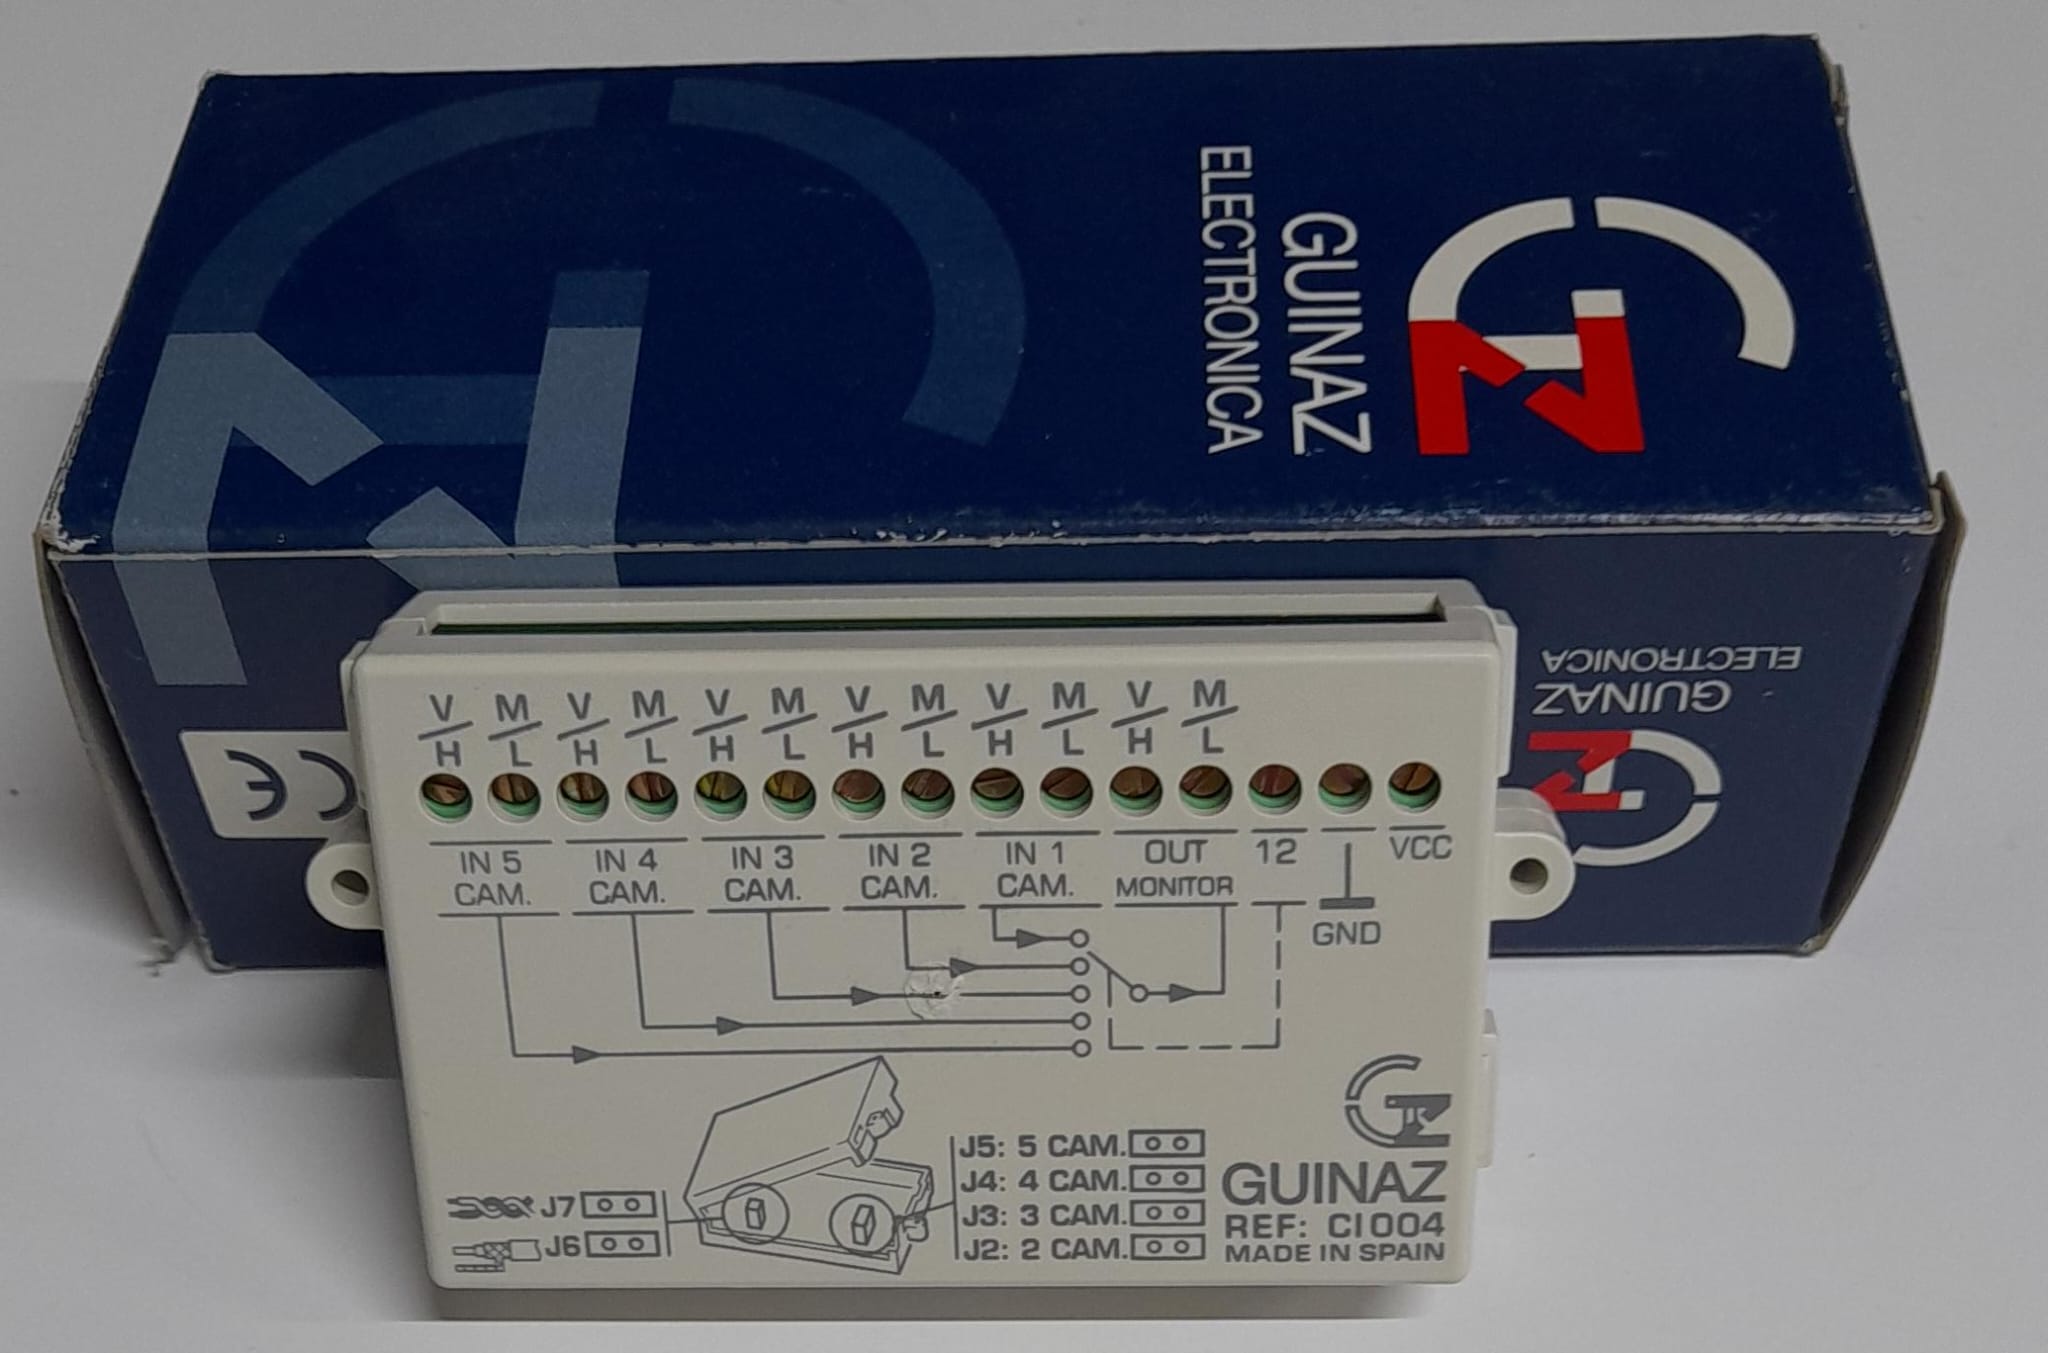 GUINAZ
ELECTRONICA
GUINAZ
ELECTRONICA
CE
V M V M V M V M V M V M
H L H L H L H L H L H L
IN 5 IN 4 IN 3 IN 2 IN 1 OUT 12 VCC
CAM. CAM. CAM. CAM. CAM. MONITOR
GND
J7
J6
J5: 5 CAM.
J4: 4 CAM.
J3: 3 CAM.
J2: 2 CAM.
GUINAZ
REF: CI004
MADE IN SPAIN